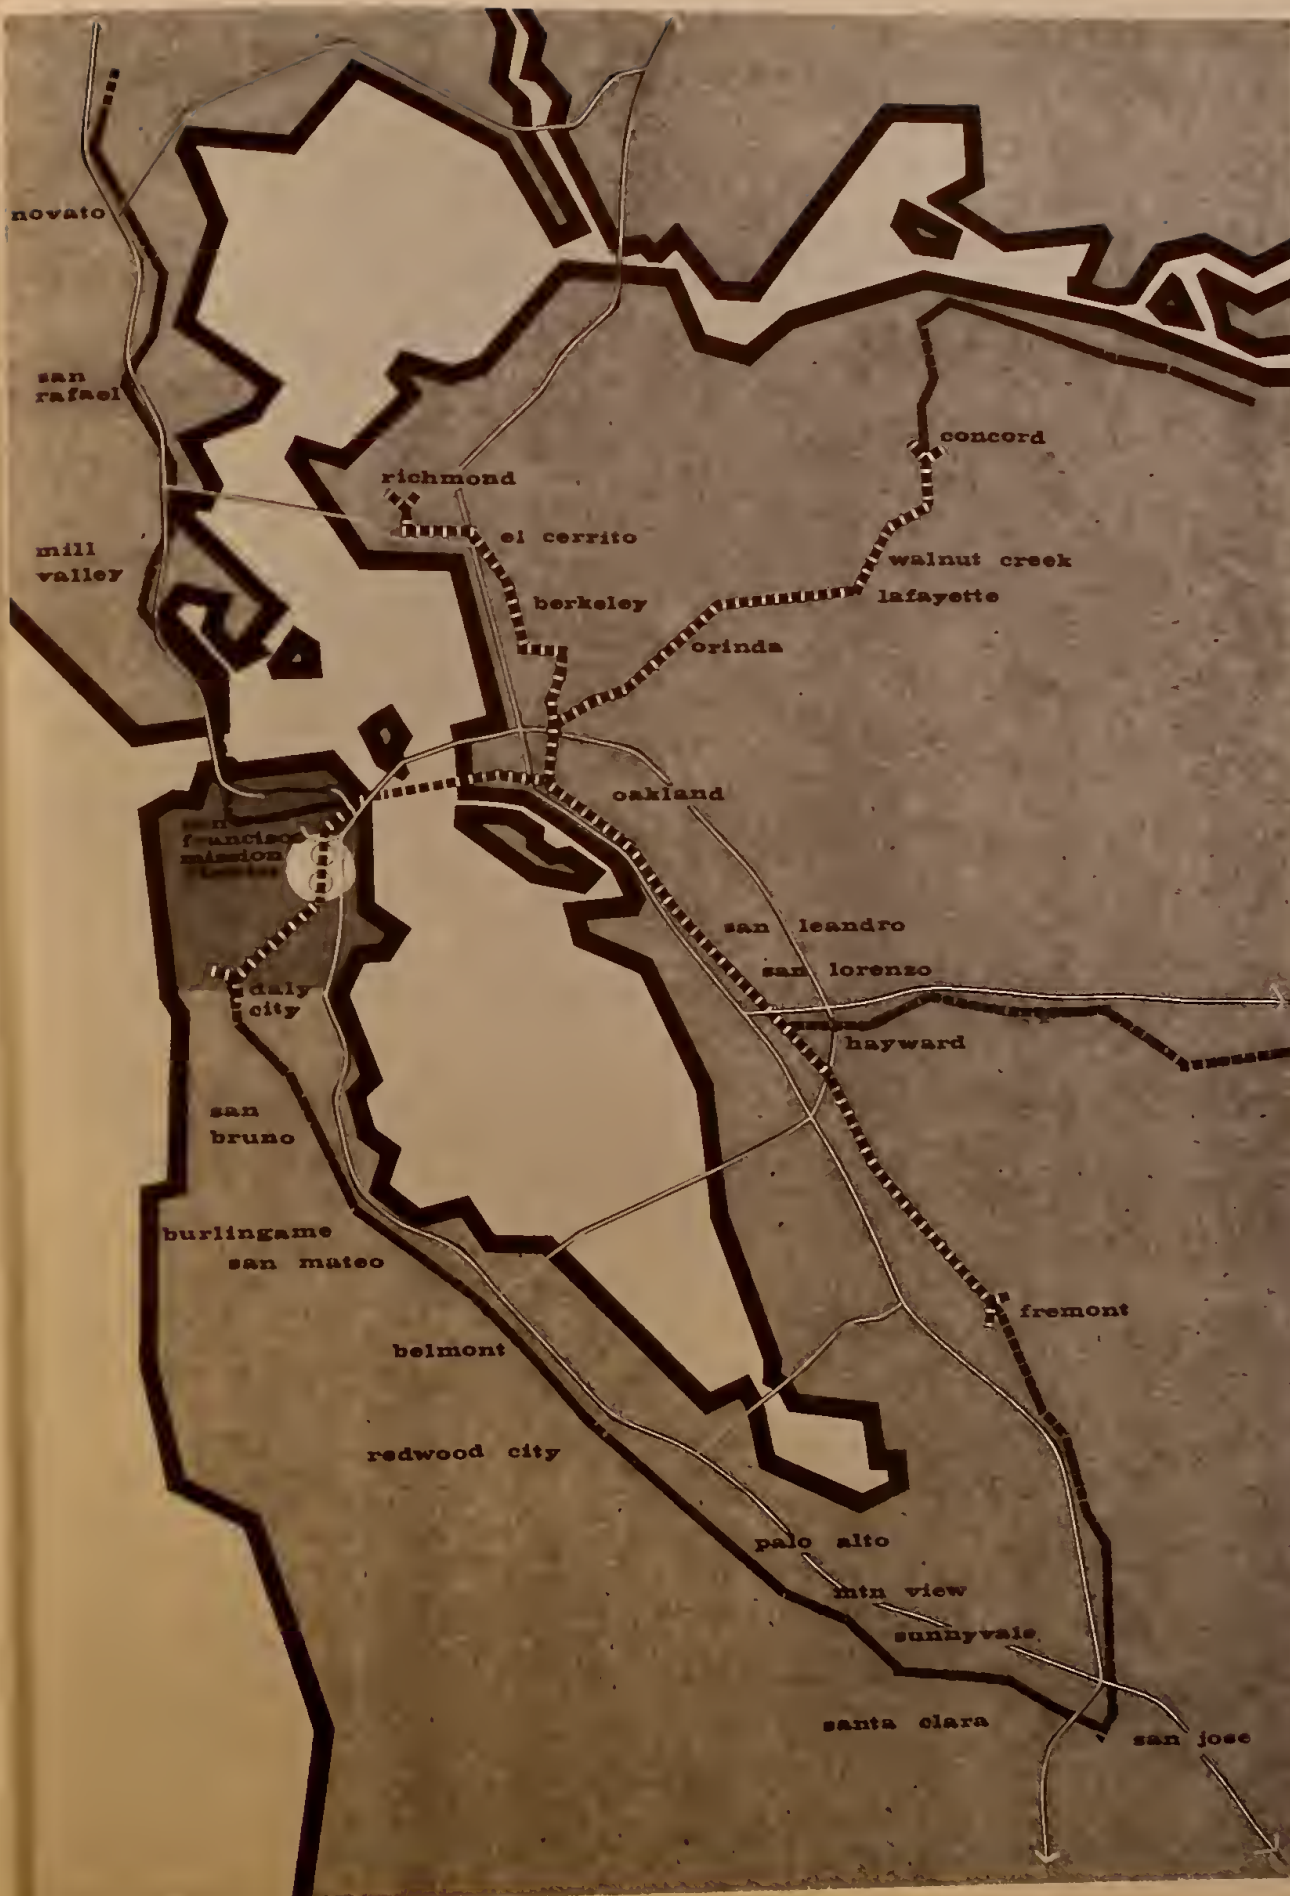 novato
san
rafael
richmond
concord
el cerrito
mill
valley
walnut creek
berkeley
lafayette
orinda
oakland
francisco
mission
san leandro
san lorenzo
daly
city
hayward
san
bruno
burlingame
san mateo
fremont
belmont
redwood city
palo alto
mtn view
sunnyvale
santa clara
san jose